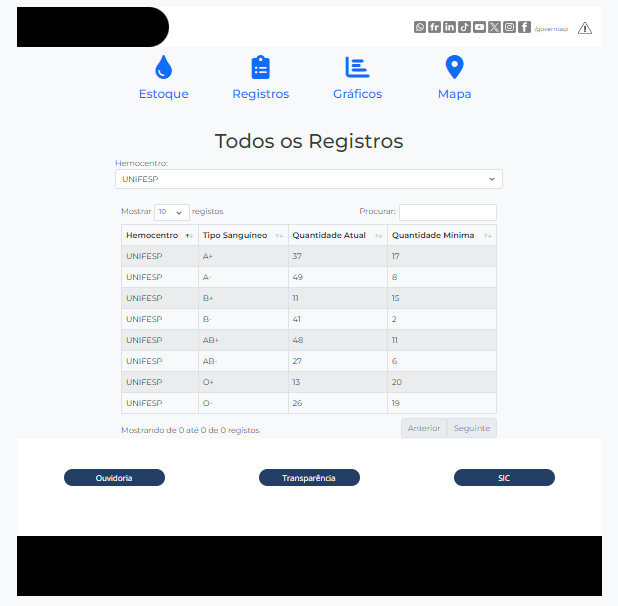 /governosp
Estoque Registros Gráficos Mapa
Todos os Registros
Hemocentro:
UNIFESP
Mostrar 10 registos Procurar:
Hemocentro Tipo Sanguíneo Quantidade Atual Quantidade Mínima
UNIFESP A+ 37 17
UNIFESP A- 49 8
UNIFESP B+ 11 15
UNIFESP B- 41 2
UNIFESP AB+ 48 11
UNIFESP AB- 27 6
UNIFESP O+ 13 20
UNIFESP O- 26 19
Mostrando de 0 até 0 de 0 registos Anterior Seguinte
Ouvidoria Transparência SIC